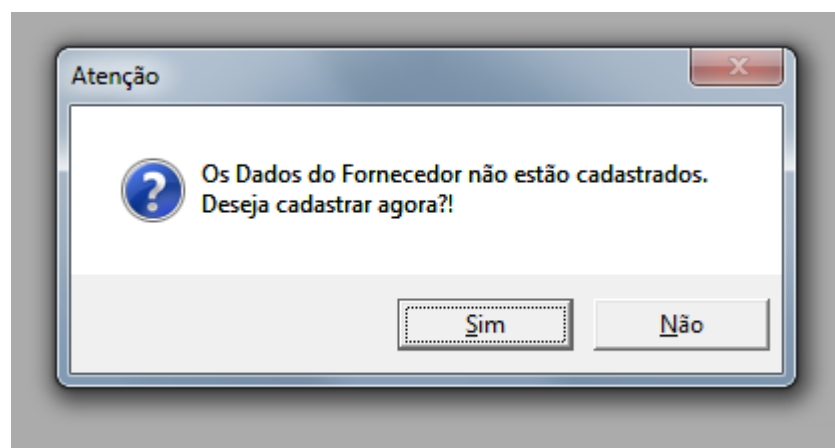 Atenção
Os Dados do Fornecedor não estão cadastrados.
Deseja cadastrar agora?!
Sim
Não